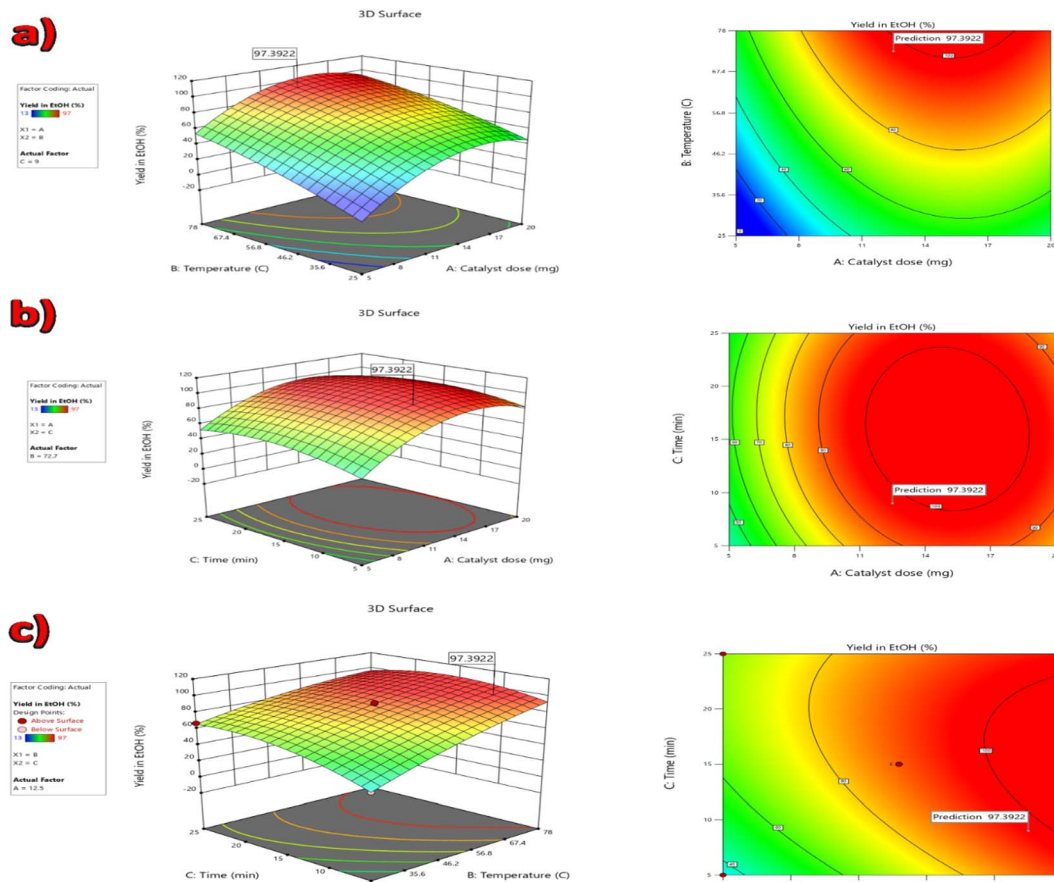 a)
3D Surface
Factor Coding: Actual
Yield in EtOH (%)
13 97
X1 = A
X2 = B
Actual Factor
C = 9
97.3922
Yield in EtOH (%)
120
100
80
60
40
20
0
-20
78
67.4
56.8
46.2
35.6
25
5
8
11
14
17
20
B: Temperature (C)
A: Catalyst dose (mg)
Yield in EtOH (%)
Prediction 97.3922
100
78
67.4
56.8
46.2
35.6
25
B: Temperature (C)
5
8
11
14
17
20
A: Catalyst dose (mg)
b)
3D Surface
Factor Coding: Actual
Yield in EtOH (%)
13 97
X1 = A
X2 = C
Actual Factor
B = 72.7
97.3922
Yield in EtOH (%)
120
100
80
60
40
20
0
-20
25
20
15
10
5
5
8
11
14
17
20
C: Time (min)
A: Catalyst dose (mg)
Yield in EtOH (%)
Prediction 97.3922
100
25
20
15
10
5
C: Time (min)
5
8
11
14
17
A: Catalyst dose (mg)
c)
3D Surface
Factor Coding: Actual
Yield in EtOH (%)
Design Points:
Above Surface
Below Surface
13 97
X1 = B
X2 = C
Actual Factor
A = 12.5
97.3922
Yield in EtOH (%)
120
100
80
60
40
20
0
-20
25
20
15
10
35.6
46.2
56.8
67.4
78
C: Time (min)
B: Temperature (C)
Yield in EtOH (%)
100
80
60
40
Prediction 97.3922
25
20
15
10
5
C: Time (min)